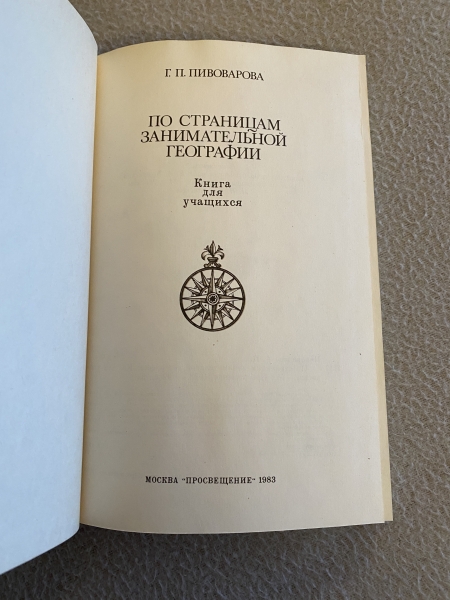 Г. П. ПИВОВАРОВА
ПО СТРАНИЦАМ
ЗАНИМАТЕЛЬНОЙ
ГЕОГРАФИИ
Книга
для
учащихся
МОСКВА "ПРОСВЕЩЕНИЕ" 1983